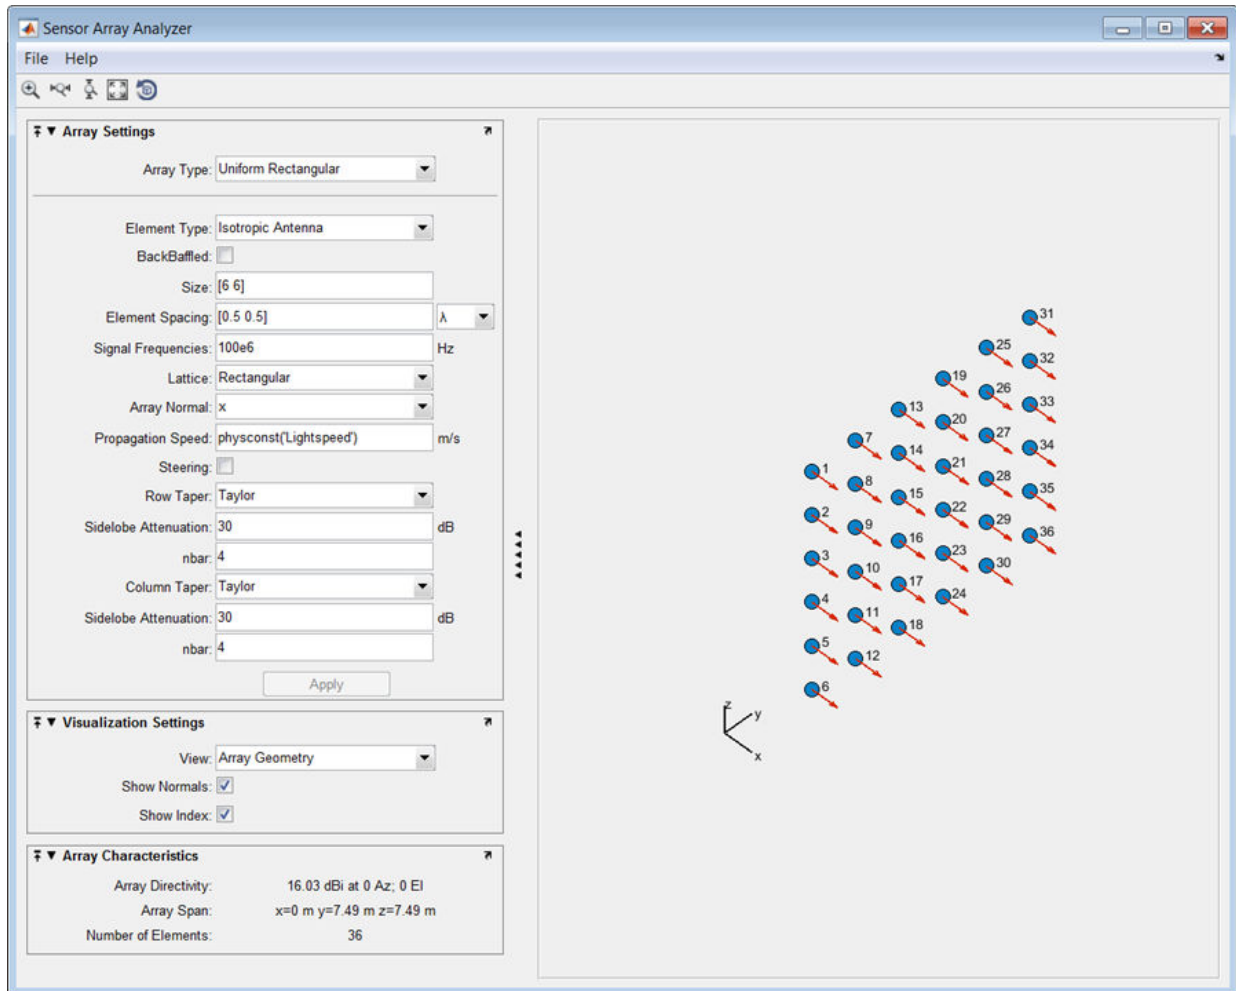 Sensor Array Analyzer
File Help
Array Settings
Array Type: Uniform Rectangular
Element Type: Isotropic Antenna
BackBaffled:
Size: [6 6]
Element Spacing: [0.5 0.5] λ
Signal Frequencies: 100e6 Hz
Lattice: Rectangular
Array Normal: x
Propagation Speed: physconst('Lightspeed') m/s
Steering:
Row Taper: Taylor
Sidelobe Attenuation: 30 dB
nbar: 4
Column Taper: Taylor
Sidelobe Attenuation: 30 dB
nbar: 4
Apply
Visualization Settings
View: Array Geometry
Show Normals:
Show Index:
Array Characteristics
Array Directivity: 16.03 dBi at 0 Az; 0 El
Array Span: x=0 m y=7.49 m z=7.49 m
Number of Elements: 36
31
25 32
19 26 33
13 20 27 34
7 14 21 28 35
1 8 15 22 29 36
2 9 16 23 30
3 10 17 24
4 11 18
5 12
6
z
y
x